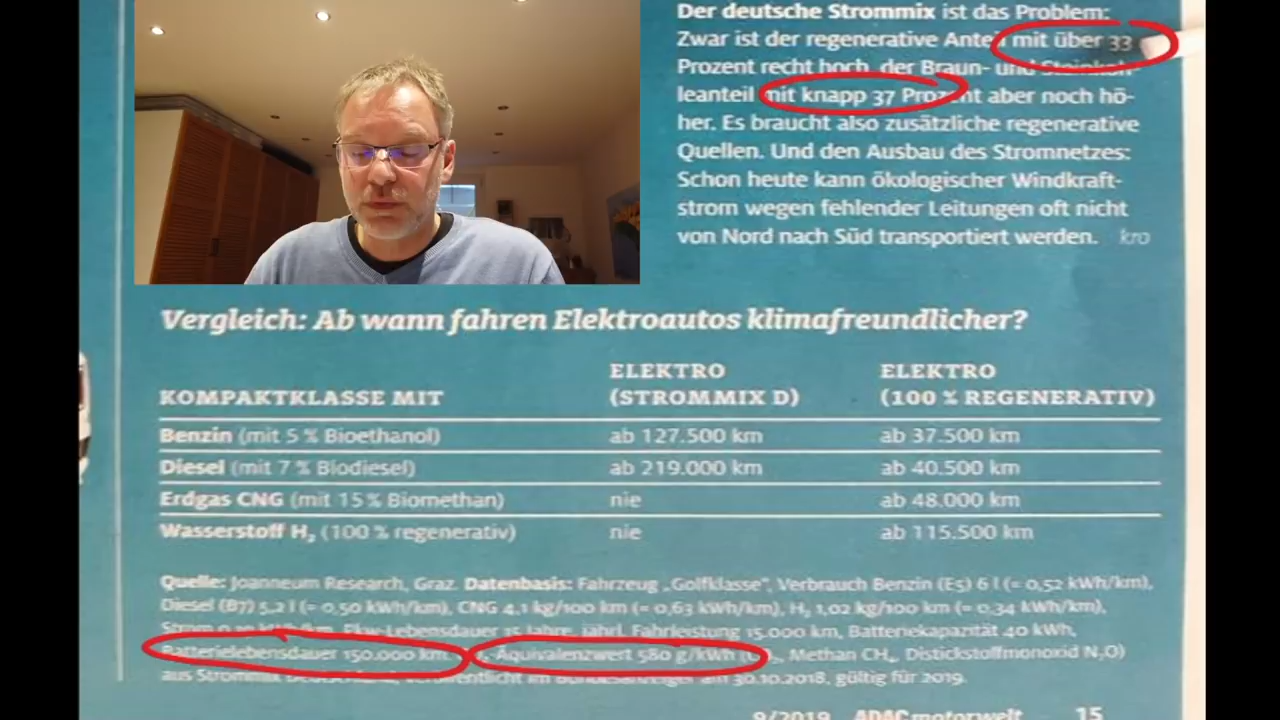 Der deutsche Strommix ist das Problem:
Zwar ist der regenerative Anteil mit über 33
Prozent recht hoch, der Braun- und Steinkoh-
leanteil mit knapp 37 Prozent aber noch hö-
her. Es braucht also zusätzliche regenerative
Quellen. Und den Ausbau des Stromnetzes:
Schon heute kann ökologischer Windkraft-
strom wegen fehlender Leitungen oft nicht
von Nord nach Süd transportiert werden. kro
Vergleich: Ab wann fahren Elektroautos klimafreundlicher?
KOMPAKTKLASSE MIT ELEKTRO (STROMMIX D) ELEKTRO (100 % REGENERATIV)
Benzin (mit 5 % Bioethanol) ab 127.500 km ab 37.500 km
Diesel (mit 7 % Biodiesel) ab 219.000 km ab 40.500 km
Erdgas CNG (mit 15 % Biomethan) nie ab 48.000 km
Wasserstoff H₂ (100 % regenerativ) nie ab 115.500 km
Quelle: Joanneum Research, Graz. Datenbasis: Fahrzeug „Golfklasse", Verbrauch Benzin (E5) 6 l (= 0,52 kWh/km),
Diesel (B7) 5,2 l (= 0,50 kWh/km), CNG 4,1 kg/100 km (= 0,63 kWh/km), H₂ 1,02 kg/100 km (= 0,34 kWh/km),
Strom kWh/km, Pkw-Lebensdauer 15 Jahre, jährl. Fahrleistung 15.000 km, Batteriekapazität 40 kWh,
Batterielebensdauer 150.000 km, Äquivalenzwert 580 g/kWh (CO₂, Methan CH₄, Distickstoffmonoxid N₂O)
aus Strommix Deutschland, veröffentlicht im Bundesanzeiger am 30.10.2018, gültig für 2019.
9/2019 ADAC motorwelt 15